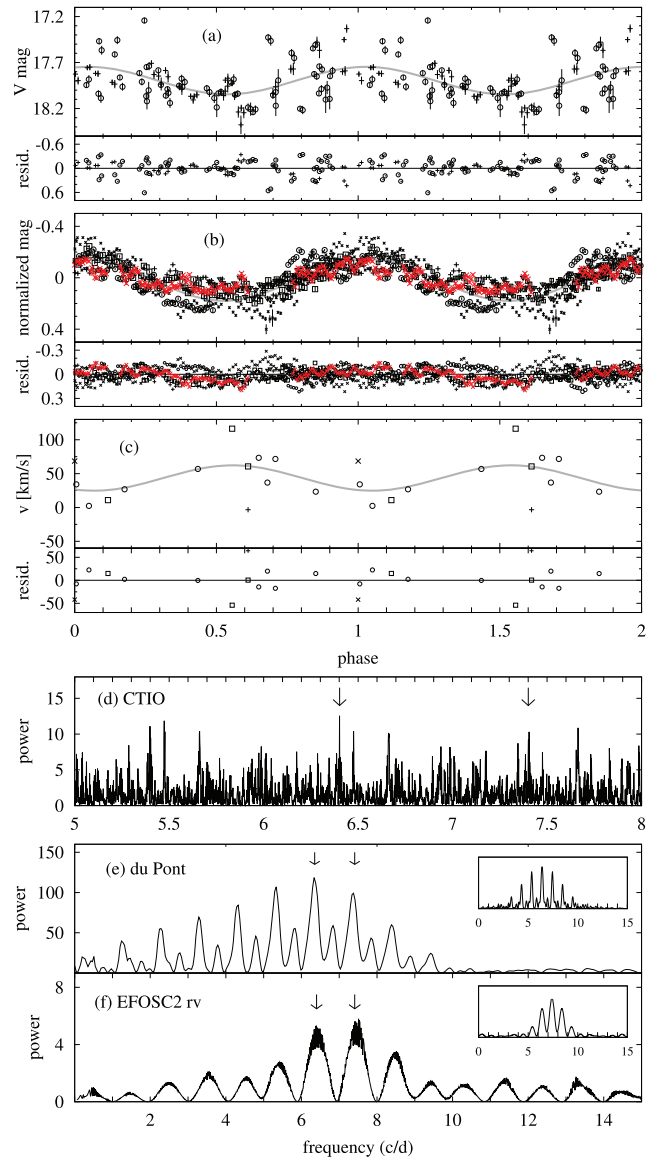 17.2
17.7
18.2
V mag
(a)
-0.6
0
0.6
resid.
-0.4
0
0.4
normalized mag
(b)
-0.3
0
0.3
resid.
100
50
0
v [km/s]
(c)
50
0
-50
resid.
0 0.5 1 1.5 2
phase
(d) CTIO
15
10
5
0
power
5 5.5 6 6.5 7 7.5 8
(e) du Pont
150
100
50
power
0 5 10 15
(f) EFOSC2 rv
8
4
0
power
0 5 10 15
2 4 6 8 10 12 14
frequency (c/d)